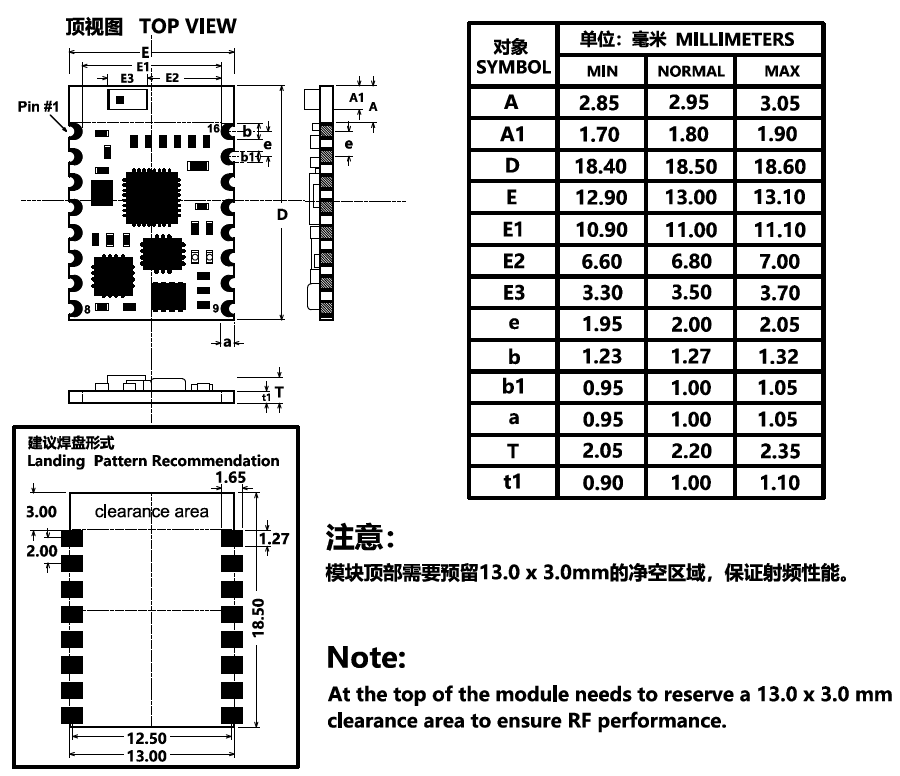 顶视图 TOP VIEW
E
E1
E3 E2
Pin #1
16
b
e
b1
D
8
9
a
A1
A
e
T
t1
对象
SYMBOL
单位：毫米 MILLIMETERS
MIN NORMAL MAX
A 2.85 2.95 3.05
A1 1.70 1.80 1.90
D 18.40 18.50 18.60
E 12.90 13.00 13.10
E1 10.90 11.00 11.10
E2 6.60 6.80 7.00
E3 3.30 3.50 3.70
e 1.95 2.00 2.05
b 1.23 1.27 1.32
b1 0.95 1.00 1.05
a 0.95 1.00 1.05
T 2.05 2.20 2.35
t1 0.90 1.00 1.10
建议焊盘形式
Landing Pattern Recommendation
1.65
3.00
clearance area
2.00
1.27
18.50
12.50
13.00
注意：
模块顶部需要预留13.0 x 3.0mm的净空区域，保证射频性能。
Note:
At the top of the module needs to reserve a 13.0 x 3.0 mm
clearance area to ensure RF performance.